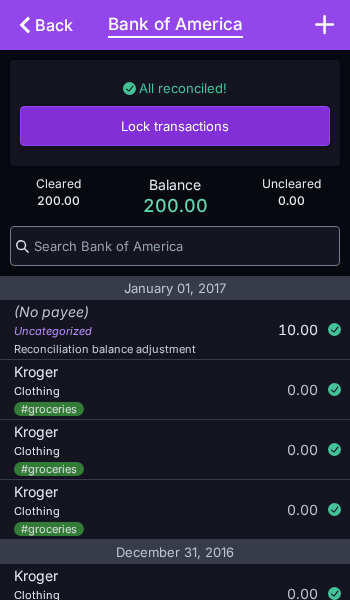 Back
Bank of America
All reconciled!
Lock transactions
Cleared
200.00
Balance
200.00
Uncleared
0.00
Search Bank of America
January 01, 2017
(No payee)
Uncategorized
10.00
Reconciliation balance adjustment
Kroger
Clothing
0.00
#groceries
Kroger
Clothing
0.00
#groceries
Kroger
Clothing
0.00
#groceries
December 31, 2016
Kroger
Clothing
0.00